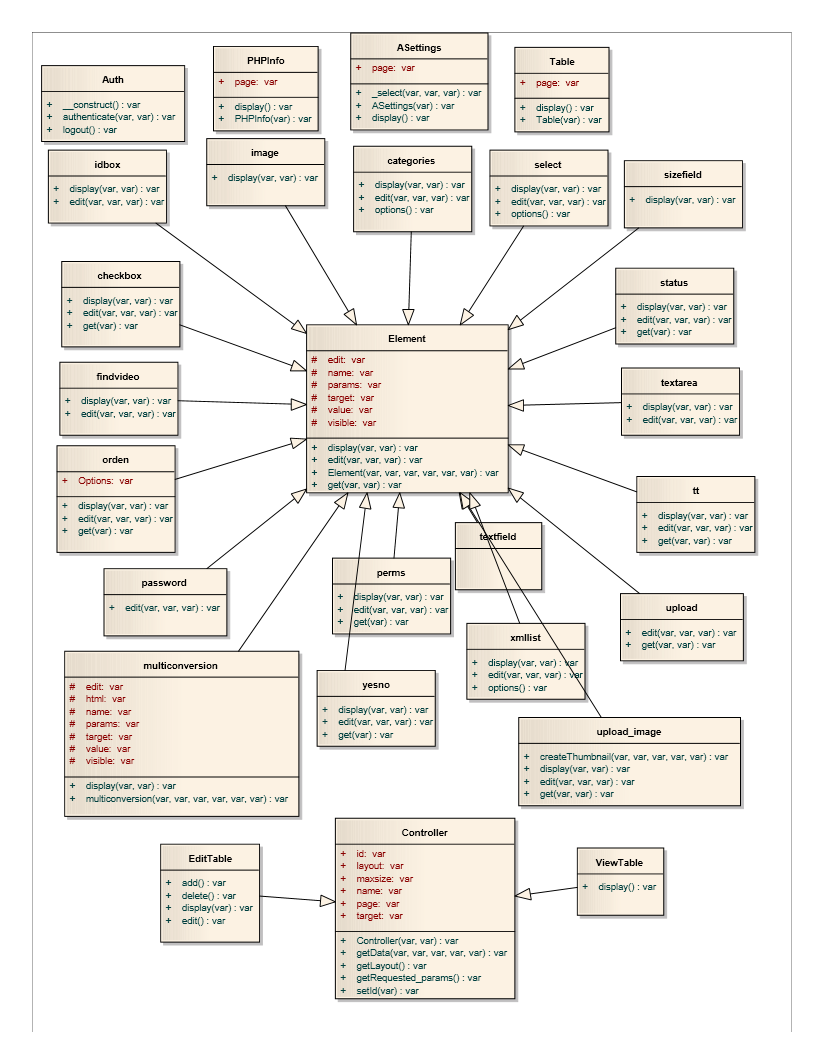 Auth
+ __construct() : var
+ authenticate(var, var) : var
+ logout() : var
PHPInfo
+ page: var
+ display() : var
+ PHPInfo(var) : var
ASettings
+ page: var
+ _select(var, var, var) : var
+ ASettings(var) : var
+ display() : var
Table
+ page: var
+ display() : var
+ Table(var) : var
idbox
+ display(var, var) : var
+ edit(var, var, var) : var
image
+ display(var, var) : var
categories
+ display(var, var) : var
+ edit(var, var, var) : var
+ options() : var
select
+ display(var, var) : var
+ edit(var, var, var) : var
+ options() : var
sizefield
+ display(var, var) : var
checkbox
+ display(var, var) : var
+ edit(var, var, var) : var
+ get(var) : var
status
+ display(var, var) : var
+ edit(var, var, var) : var
+ get(var) : var
Element
# edit: var
# name: var
# params: var
# target: var
# value: var
# visible: var
+ display(var, var) : var
+ edit(var, var, var) : var
+ Element(var, var, var, var, var, var) : var
+ get(var, var) : var
findvideo
+ display(var, var) : var
+ edit(var, var, var) : var
textarea
+ display(var, var) : var
+ edit(var, var, var) : var
orden
+ Options: var
+ display(var, var) : var
+ edit(var, var, var) : var
+ get(var) : var
tt
+ display(var, var) : var
+ edit(var, var, var) : var
+ get(var, var) : var
textfield
password
+ edit(var, var, var) : var
perms
+ display(var, var) : var
+ edit(var, var, var) : var
+ get(var) : var
upload
+ edit(var, var, var) : var
+ get(var, var) : var
xmllist
+ display(var, var) : var
+ edit(var, var, var) : var
+ options() : var
multiconversion
# edit: var
# html: var
# name: var
# params: var
# target: var
# value: var
# visible: var
+ display(var, var) : var
+ multiconversion(var, var, var, var, var, var) : var
yesno
+ display(var, var) : var
+ edit(var, var, var) : var
+ get(var) : var
upload_image
+ createThumbnail(var, var, var, var, var) : var
+ display(var, var) : var
+ edit(var, var, var) : var
+ get(var, var) : var
EditTable
+ add() : var
+ delete() : var
+ display(var) : var
+ edit() : var
Controller
+ id: var
+ layout: var
+ maxsize: var
+ name: var
+ page: var
+ target: var
+ Controller(var, var) : var
+ getData(var, var, var, var, var) : var
+ getLayout() : var
+ getRequested_params() : var
+ setId(var) : var
ViewTable
+ display() : var